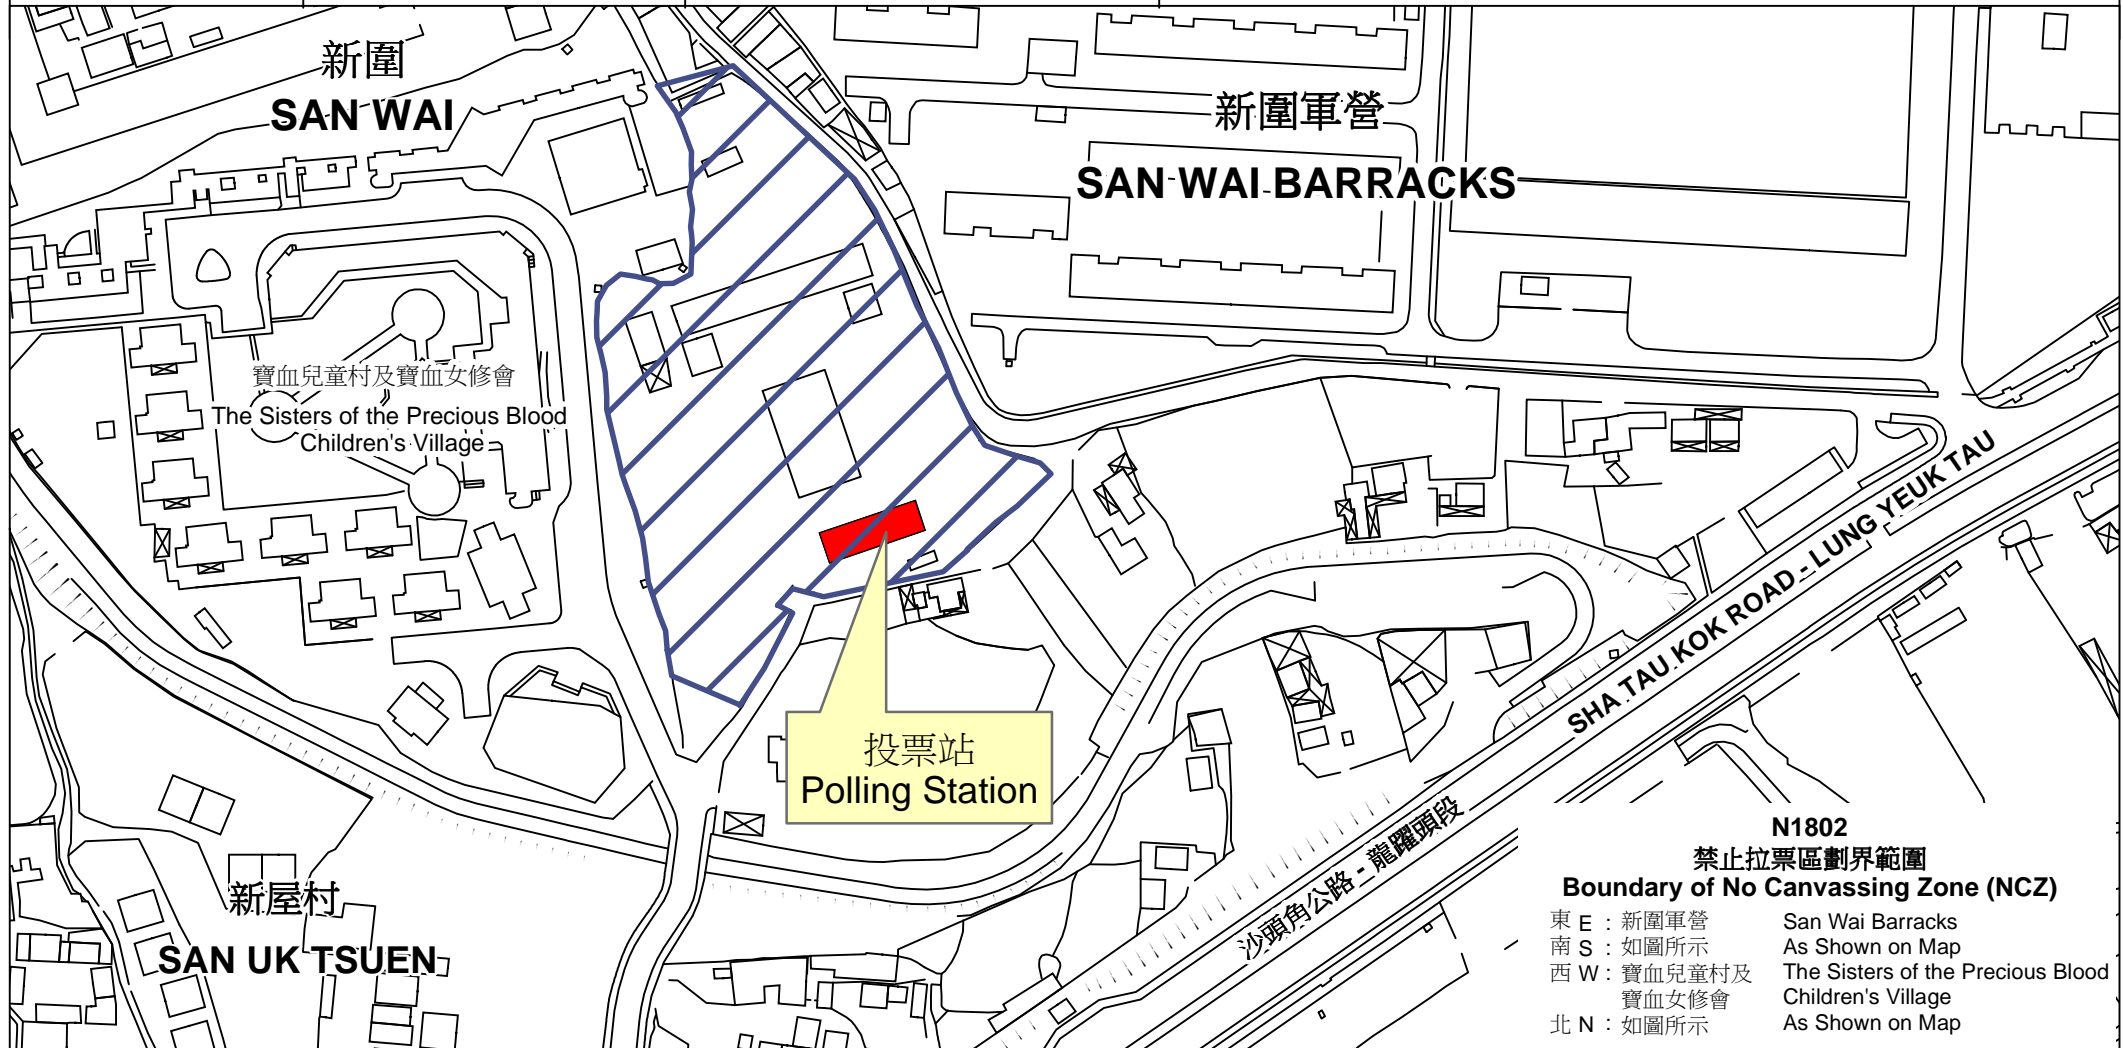 新圍
SAN WAI
新圍軍營
SAN WAI BARRACKS
寶血兒童村及寶血女修會
The Sisters of the Precious Blood
Children's Village
SHA TAU KOK ROAD - LUNG YEUK TAU
沙頭角公路 - 龍躍頭段
投票站
Polling Station
新屋村
SAN UK TSUEN
N1802
禁止拉票區劃界範圍
Boundary of No Canvassing Zone (NCZ)
東 E : 新圍軍營 San Wai Barracks
南 S : 如圖所示 As Shown on Map
西 W : 寶血兒童村及 The Sisters of the Precious Blood
寶血女修會 Children's Village
北 N : 如圖所示 As Shown on Map